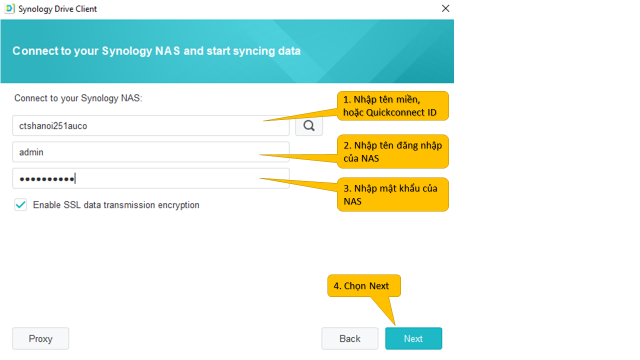 Synology Drive Client
Connect to your Synology NAS and start syncing data
Connect to your Synology NAS:
1. Nhập tên miền,
hoặc Quickconnect ID
ctshanoi251auco
2. Nhập tên đăng nhập
của NAS
admin
3. Nhập mật khẩu của
NAS
Enable SSL data transmission encryption
4. Chọn Next
Proxy
Back
Next